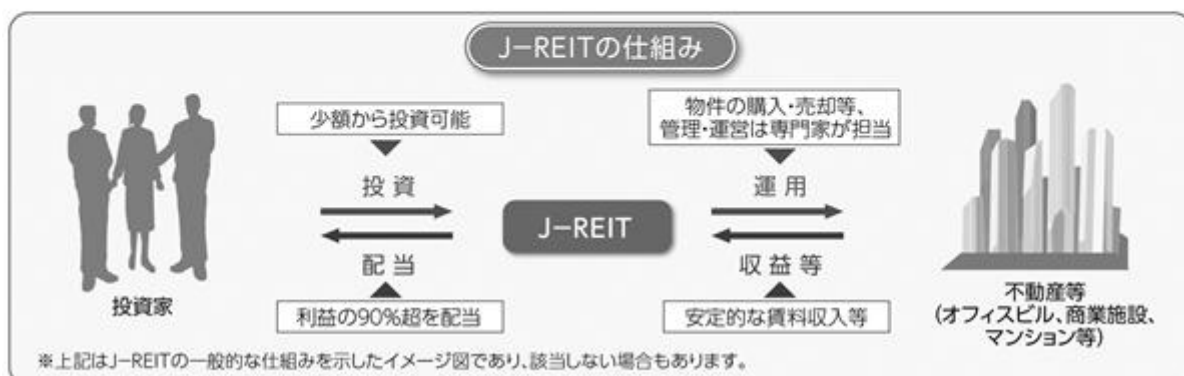 J−REITの仕組み
少額から投資可能
物件の購入・売却等、
管理・運営は専門家が担当
投資
運用
J−REIT
配当
収益等
投資家
利益の90%超を配当
安定的な賃料収入等
不動産等
(オフィスビル、商業施設、
マンション等)
※上記はJ−REITの一般的な仕組みを示したイメージ図であり、該当しない場合もあります。